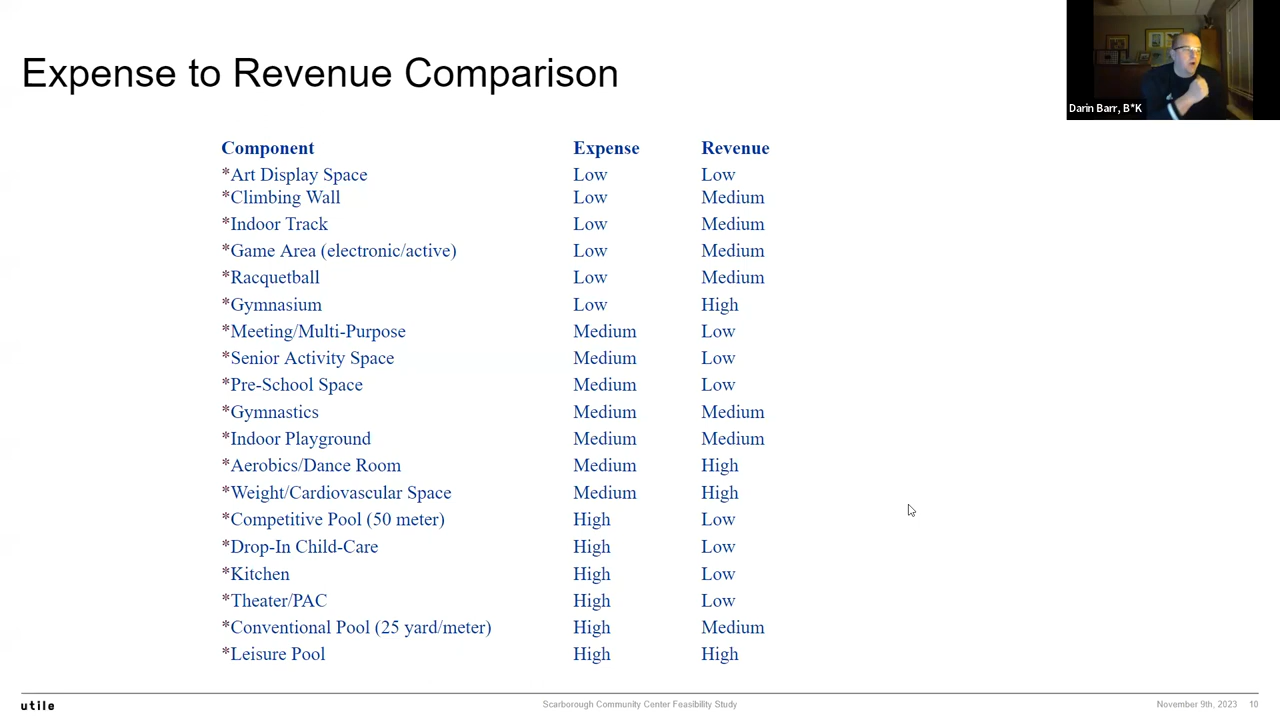 Expense to Revenue Comparison
Darin Barr, B*K
Component Expense Revenue
*Art Display Space Low Low
*Climbing Wall Low Medium
*Indoor Track Low Medium
*Game Area (electronic/active) Low Medium
*Racquetball Low Medium
*Gymnasium Low High
*Meeting/Multi-Purpose Medium Low
*Senior Activity Space Medium Low
*Pre-School Space Medium Low
*Gymnastics Medium Medium
*Indoor Playground Medium Medium
*Aerobics/Dance Room Medium High
*Weight/Cardiovascular Space Medium High
*Competitive Pool (50 meter) High Low
*Drop-In Child-Care High Low
*Kitchen High Low
*Theater/PAC High Low
*Conventional Pool (25 yard/meter) High Medium
*Leisure Pool High High
utile Scarborough Community Center Feasibility Study November 9th, 2023 10